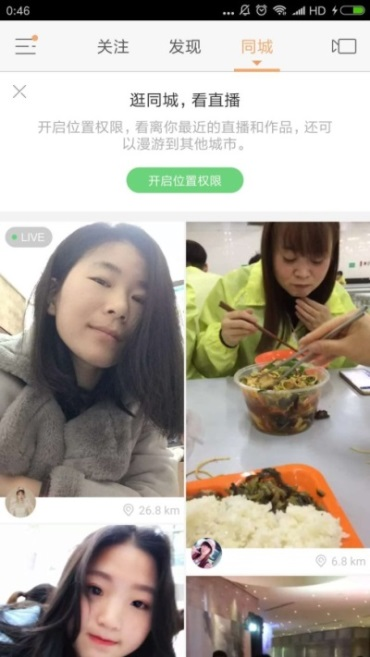 0:46
... HD
关注 发现 同城
逛同城，看直播
开启位置权限，看离你最近的直播和作品，还可
以漫游到其他城市。
开启位置权限
LIVE
26.8 km
6.8 km